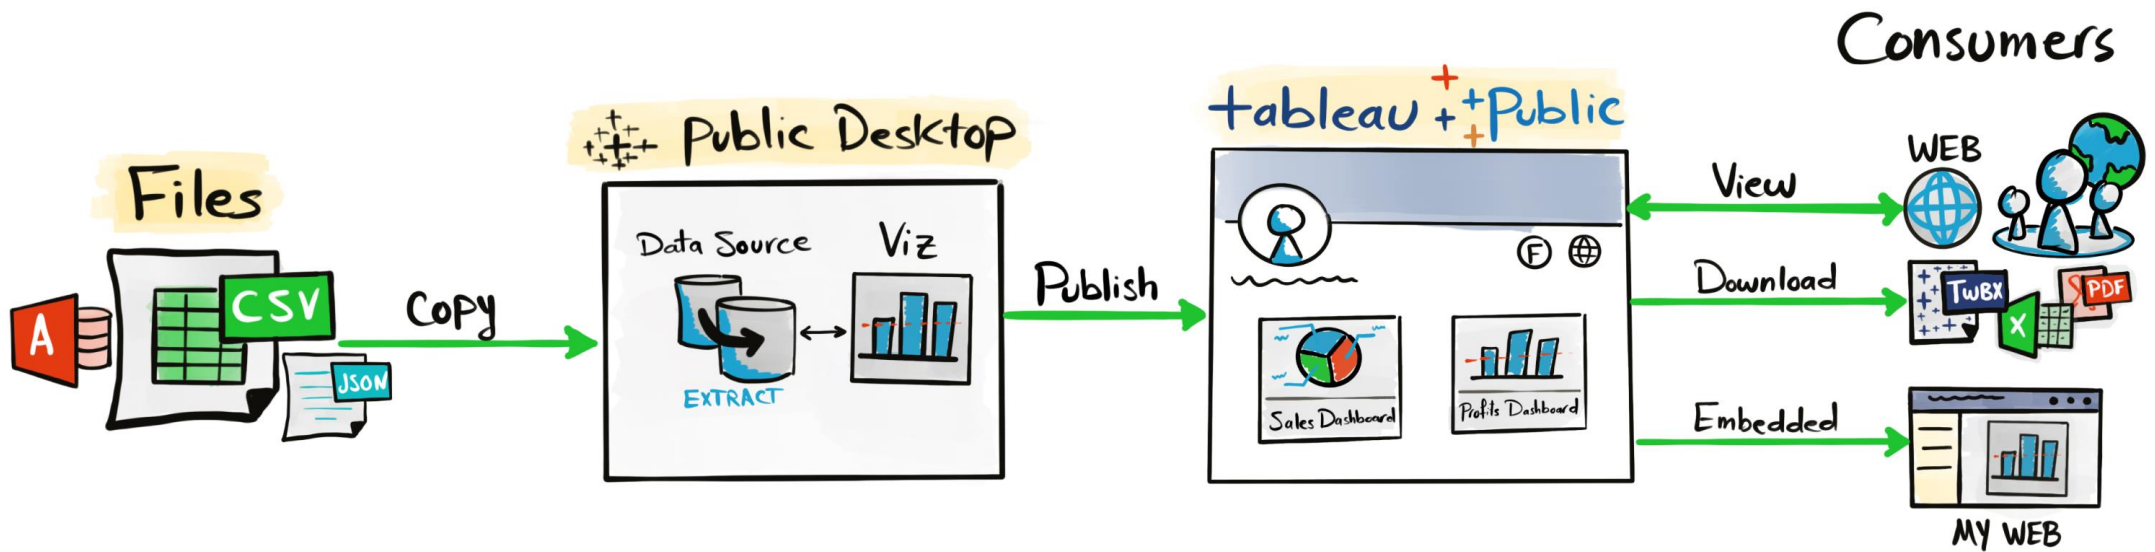 Files
A
CSV
JSON
Copy
Public Desktop
Data Source
Viz
EXTRACT
Publish
tableau Public
F
Sales Dashboard
Profits Dashboard
Consumers
View
WEB
Download
TWBX
X
PDF
Embedded
MY WEB